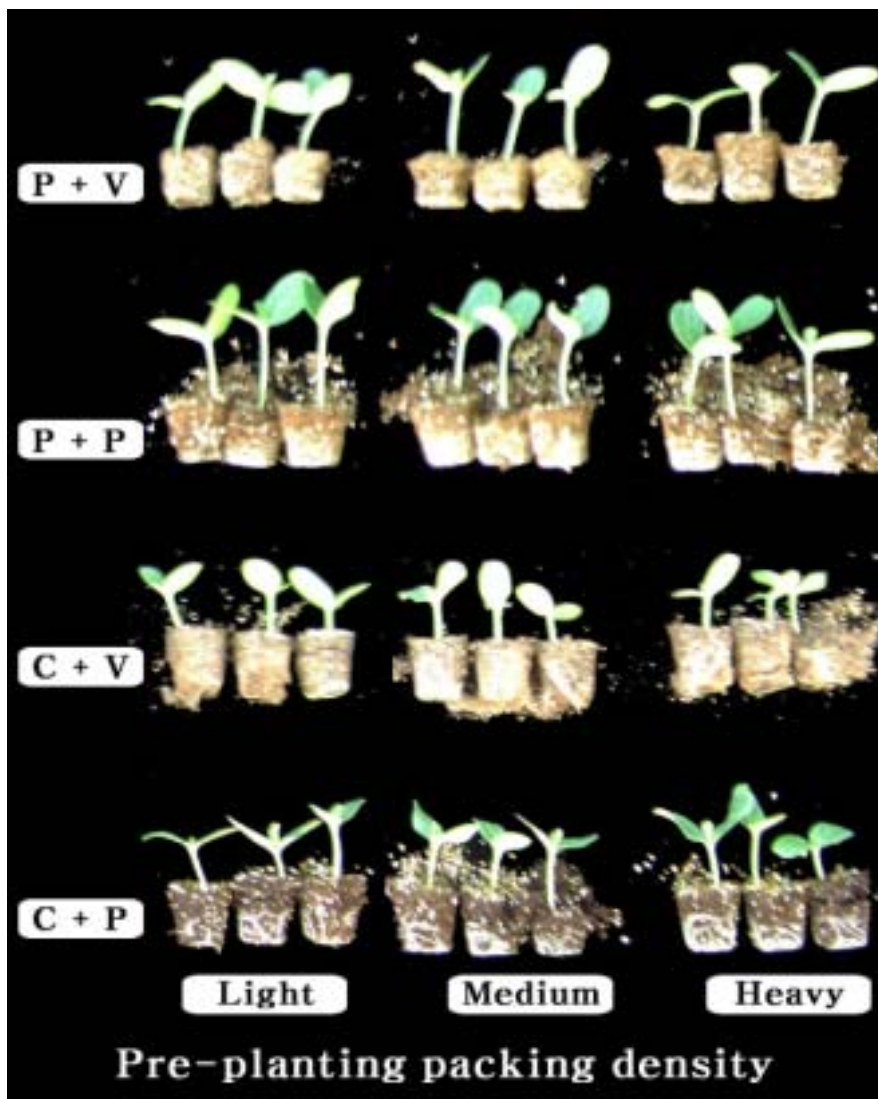 P + V
P + P
C + V
C + P
Light Medium Heavy
Pre-planting packing density